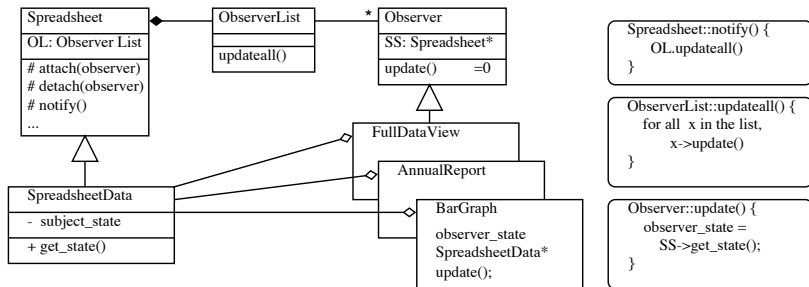 Spreadsheet
OL: Observer List
# attach(observer)
# detach(observer)
# notify()
...
ObserverList
updateall()
*
Observer
SS: Spreadsheet*
update() =0
FullDataView
AnnualReport
BarGraph
observer_state
SpreadsheetData*
update();
SpreadsheetData
- subject_state
+ get_state()
Spreadsheet::notify() {
OL.updateall()
}
ObserverList::updateall() {
for all x in the list,
x->update()
}
Observer::update() {
observer_state =
SS->get_state();
}